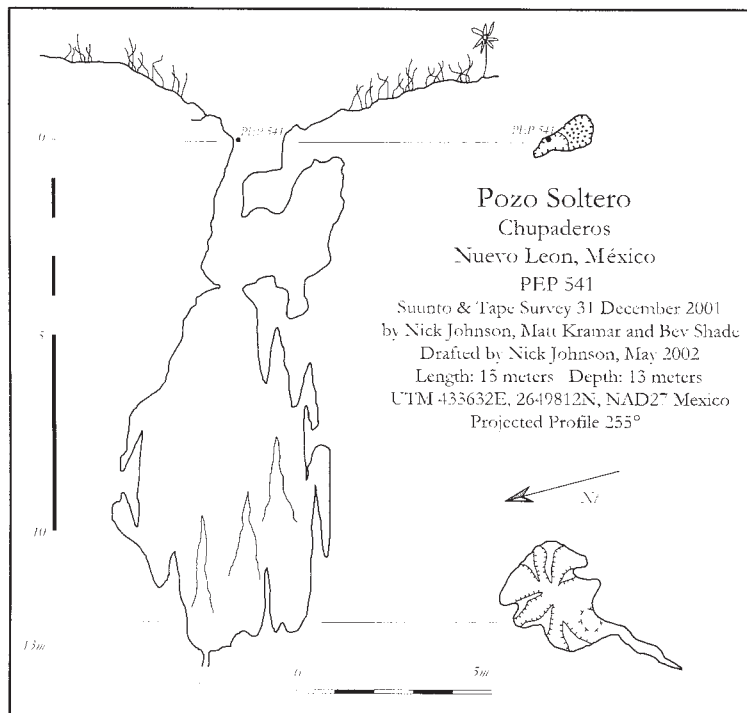 0
PEP 541
PEP 541
Pozo Soltero
Chupaderos
Nuevo Leon, México
PEP 541
Suunto & Tape Survey 31 December 2001
by Nick Johnson, Matt Kramar and Bev Shade
Drafted by Nick Johnson, May 2002
Length: 15 meters Depth: 13 meters
UTM 433632E, 2649812N, NAD27 Mexico
Projected Profile 255°
5
10
13m
0
5m